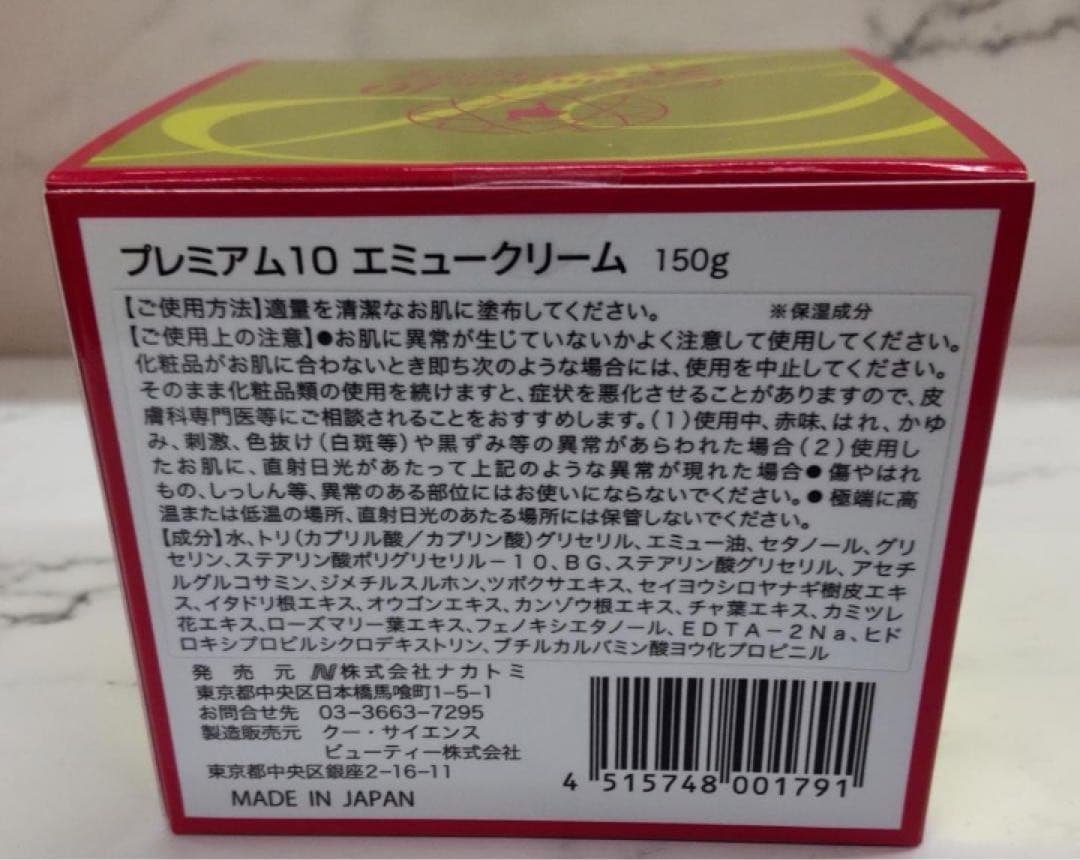 プレミアム10 エミュークリーム 150g
【ご使用方法】適量を清潔なお肌に塗布してください。 ※保湿成分
【ご使用上の注意】●お肌に異常が生じていないかよく注意して使用してください。
化粧品がお肌に合わないとき即ち次のような場合には、使用を中止してください。
そのまま化粧品類の使用を続けますと、症状を悪化させることがありますので、皮
膚科専門医等にご相談されることをおすすめします。(1)使用中、赤味、はれ、かゆ
み、刺激、色抜け(白斑等)や黒ずみ等の異常があらわれた場合(2)使用し
たお肌に、直射日光があたって上記のような異常が現れた場合●傷やはれ
もの、しっしん等、異常のある部位にはお使いにならないでください。●極端に高
温または低温の場所、直射日光のあたる場所には保管しないでください。
【成分】水、トリ(カプリル酸/カプリン酸)グリセリル、エミュー油、セタノール、グリ
セリン、ステアリン酸ポリグリセリル-10、BG、ステアリン酸グリセリル、アセチ
ルグルコサミン、ジメチルスルホン、ツボクサエキス、セイヨウシロヤナギ樹皮エキ
ス、イタドリ根エキス、オウゴンエキス、カンゾウ根エキス、チャ葉エキス、カミツレ
花エキス、ローズマリー葉エキス、フェノキシエタノール、EDTA-2Na、ヒド
ロキシプロピルシクロデキストリン、ブチルカルバミン酸ヨウ化プロピニル
発売元 N株式会社ナカトミ
東京都中央区日本橋馬喰町1-5-1
お問合せ先 03-3663-7295
製造販売元 クー・サイエンス
ビューティー株式会社
東京都中央区銀座2-16-11
MADE IN JAPAN
4 515748 001791